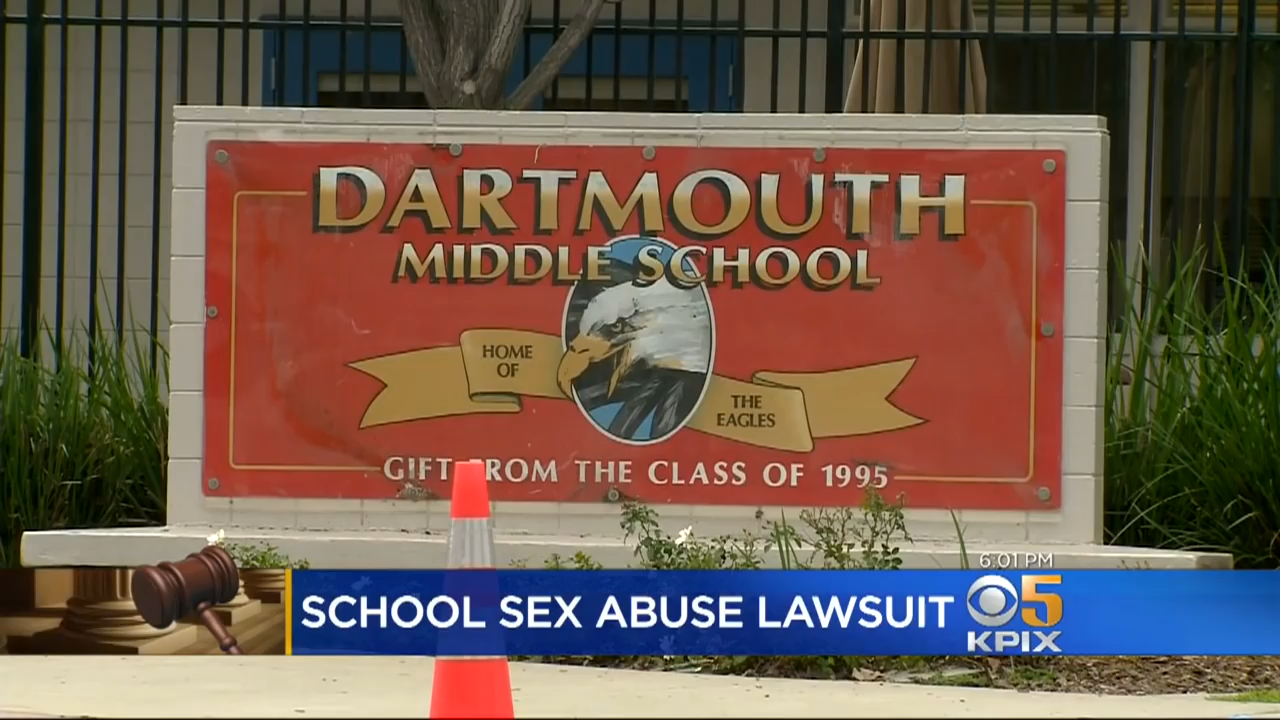 DARTMOUTH
MIDDLE SCHOOL
HOME
OF
THE
EAGLES
GIFT FROM THE CLASS OF 1995
6:01 PM
SCHOOL SEX ABUSE LAWSUIT
5
KPIX